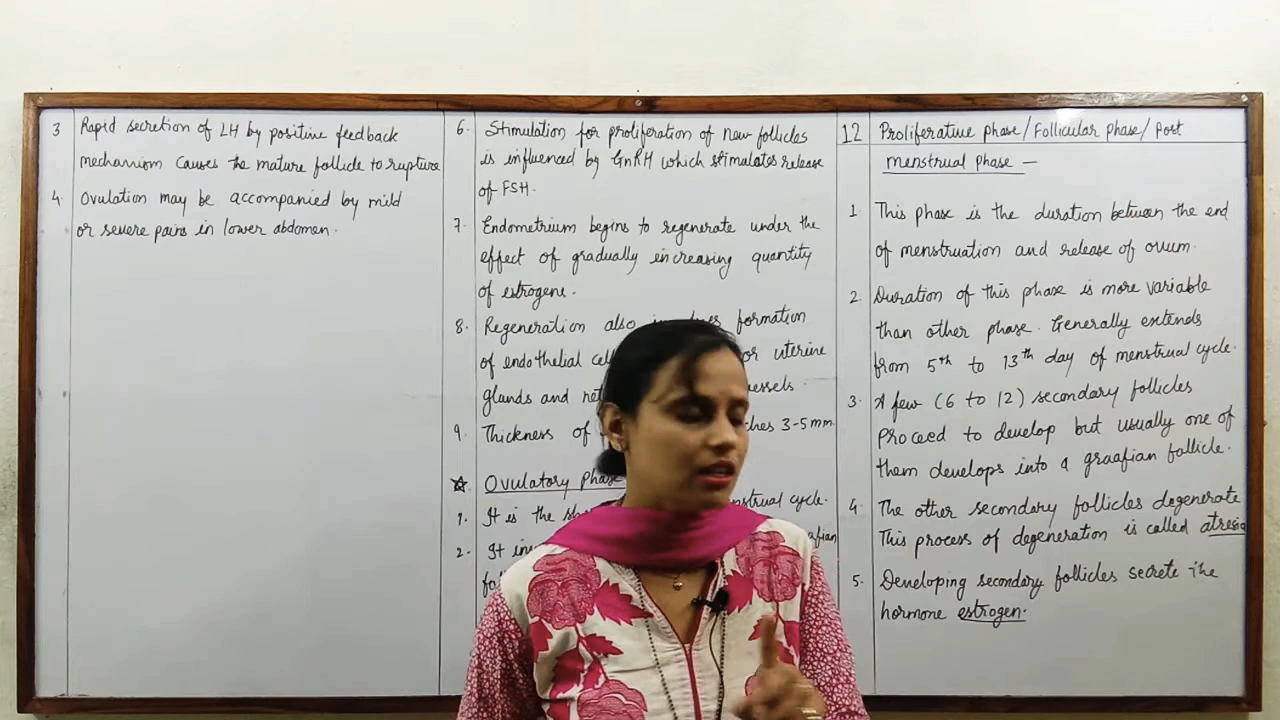 3 Rapid secretion of LH by positive feedback
mechanism causes the mature follicle to rupture
4. Ovulation may be accompanied by mild
or severe pains in lower abdomen.
6. Stimulation for proliferation of new follicles
is influenced by GnRH which stimulates release
of FSH.
7. Endometrium begins to regenerate under the
effect of gradually increasing quantity
of estrogene.
8. Regeneration also formation
of endothelial or uterine
glands and
9. Thickness of 3-5mm.
☆ Ovulatory phase
1. It is the cycle.
2. It
12 Proliferative phase/Follicular phase/Post
menstrual phase —
1. This phase is the duration between the end
of menstruation and release of ovum.
2. Duration of this phase is more variable
than other phase. Generally extends
from 5th to 13th day of menstrual cycle.
3. A few (6 to 12) secondary follicles
proceed to develop but usually one of
them develops into a graafian follicle.
4. The other secondary follicles degenerate
This process of degeneration is called atresia
5. Developing secondary follicles secrete the
hormone estrogen.